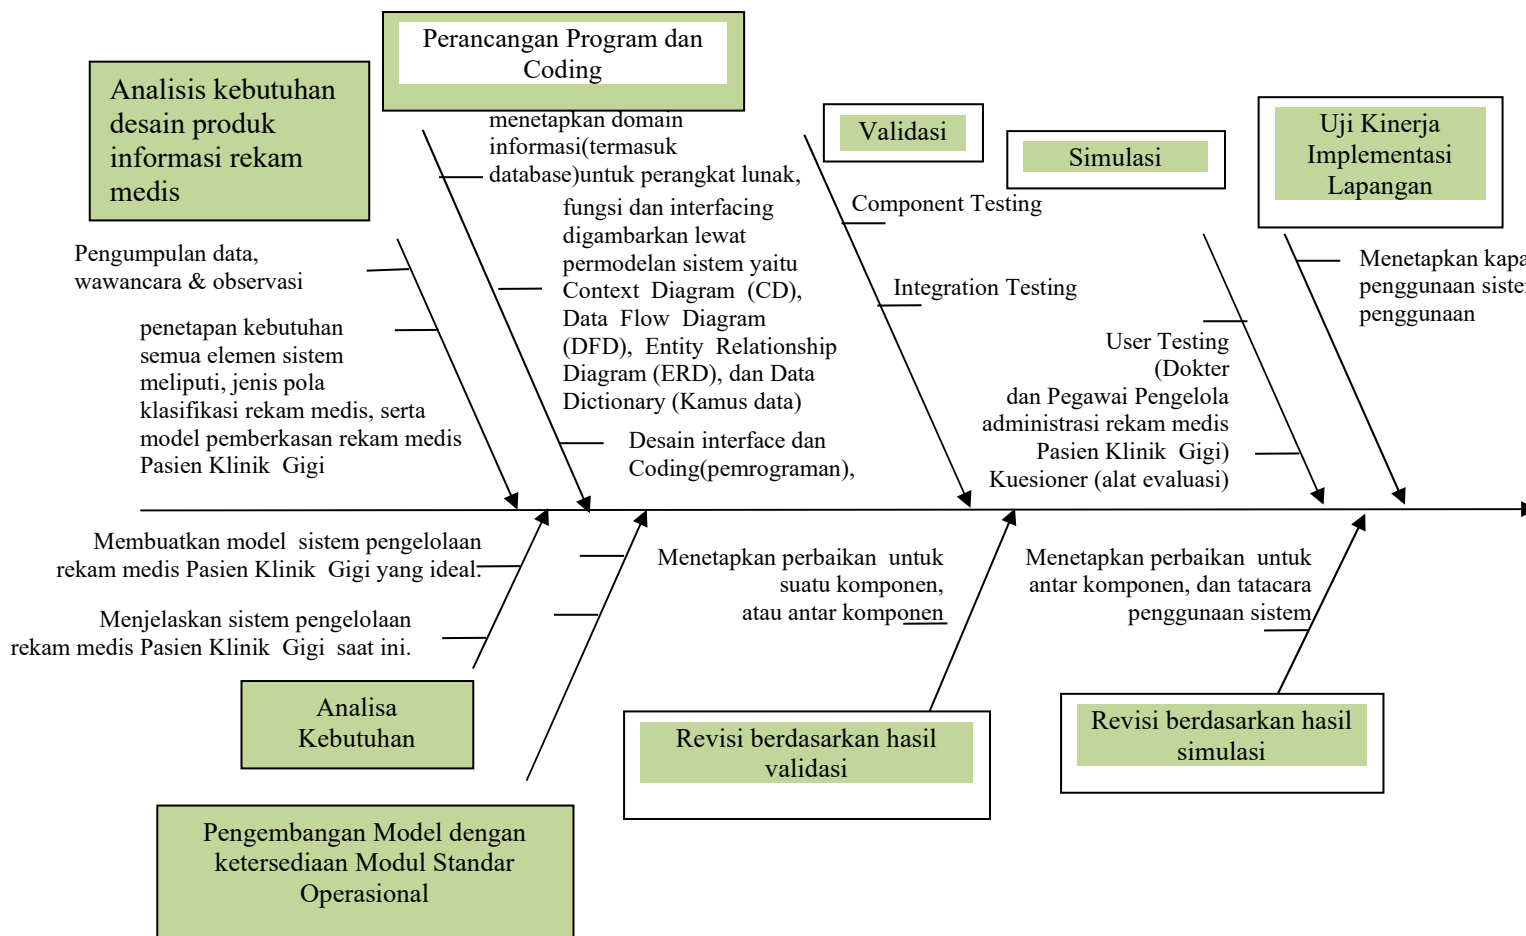 Perancangan Program dan
Coding
Analisis kebutuhan
desain produk
informasi rekam
medis
Validasi
Simulasi
Uji Kinerja
Implementasi
Lapangan
Pengumpulan data,
wawancara & observasi
penetapan kebutuhan
semua elemen sistem
meliputi, jenis pola
klasifikasi rekam medis, serta
model pemberkasan rekam medis
Pasien Klinik Gigi
menetapkan domain
informasi(termasuk
database)untuk perangkat lunak,
fungsi dan interfacing
digambarkan lewat
permodelan sistem yaitu
Context Diagram (CD),
Data Flow Diagram
(DFD), Entity Relationship
Diagram (ERD), dan Data
Dictionary (Kamus data)
Desain interface dan
Coding(pemrograman),
Component Testing
Integration Testing
User Testing
(Dokter
dan Pegawai Pengelola
administrasi rekam medis
Pasien Klinik Gigi)
Kuesioner (alat evaluasi)
Menetapkan kapa
penggunaan siste
penggunaan
Membuatkan model sistem pengelolaan
rekam medis Pasien Klinik Gigi yang ideal.
Menjelaskan sistem pengelolaan
rekam medis Pasien Klinik Gigi saat ini.
Analisa
Kebutuhan
Pengembangan Model dengan
ketersediaan Modul Standar
Operasional
Menetapkan perbaikan untuk
suatu komponen,
atau antar komponen
Revisi berdasarkan hasil
validasi
Menetapkan perbaikan untuk
antar komponen, dan tatacara
penggunaan sistem
Revisi berdasarkan hasil
simulasi